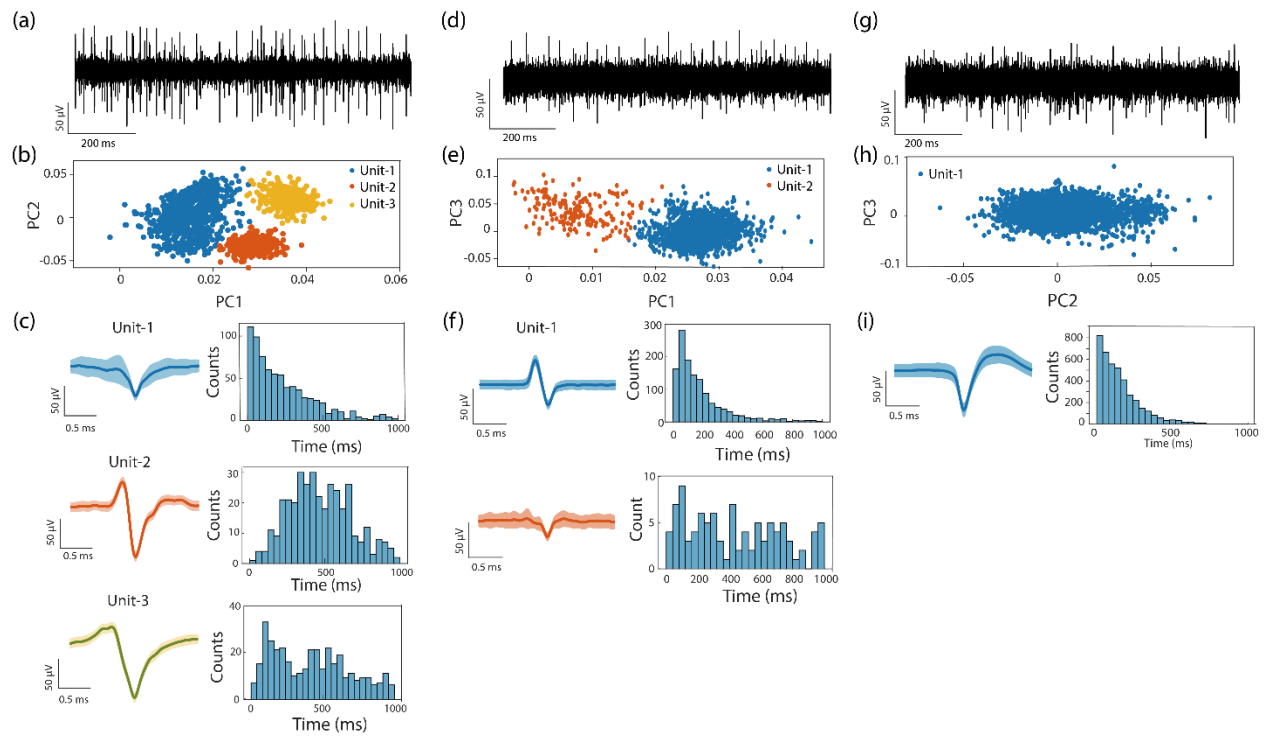 (a)
50 µV
200 ms
(b)
PC2
0.05
0
-0.05
0
0.02
0.04
0.06
PC1
Unit-1
Unit-2
Unit-3
(c)
Unit-1
50 µV
0.5 ms
Counts
100
50
0
0
500
1000
Time (ms)
Unit-2
50 µV
0.5 ms
Counts
30
20
10
0
0
500
1000
Time (ms)
Unit-3
50 µV
0.5 ms
Counts
40
20
0
0
500
1000
Time (ms)
(d)
50 µV
200 ms
(e)
PC3
0.1
0.05
0
-0.05
0
0.01
0.02
0.03
0.04
PC1
Unit-1
Unit-2
(f)
Unit-1
50 µV
0.5 ms
Counts
300
200
100
0
0
200
400
600
800
1000
Time (ms)
50 µV
0.5 ms
Count
10
5
0
0
200
400
600
800
1000
Time (ms)
(g)
50 µV
200 ms
(h)
PC3
0.1
0
-0.1
-0.05
0
0.05
PC2
Unit-1
(i)
50 µV
0.5 ms
Counts
800
600
400
200
0
0
500
1000
Time (ms)